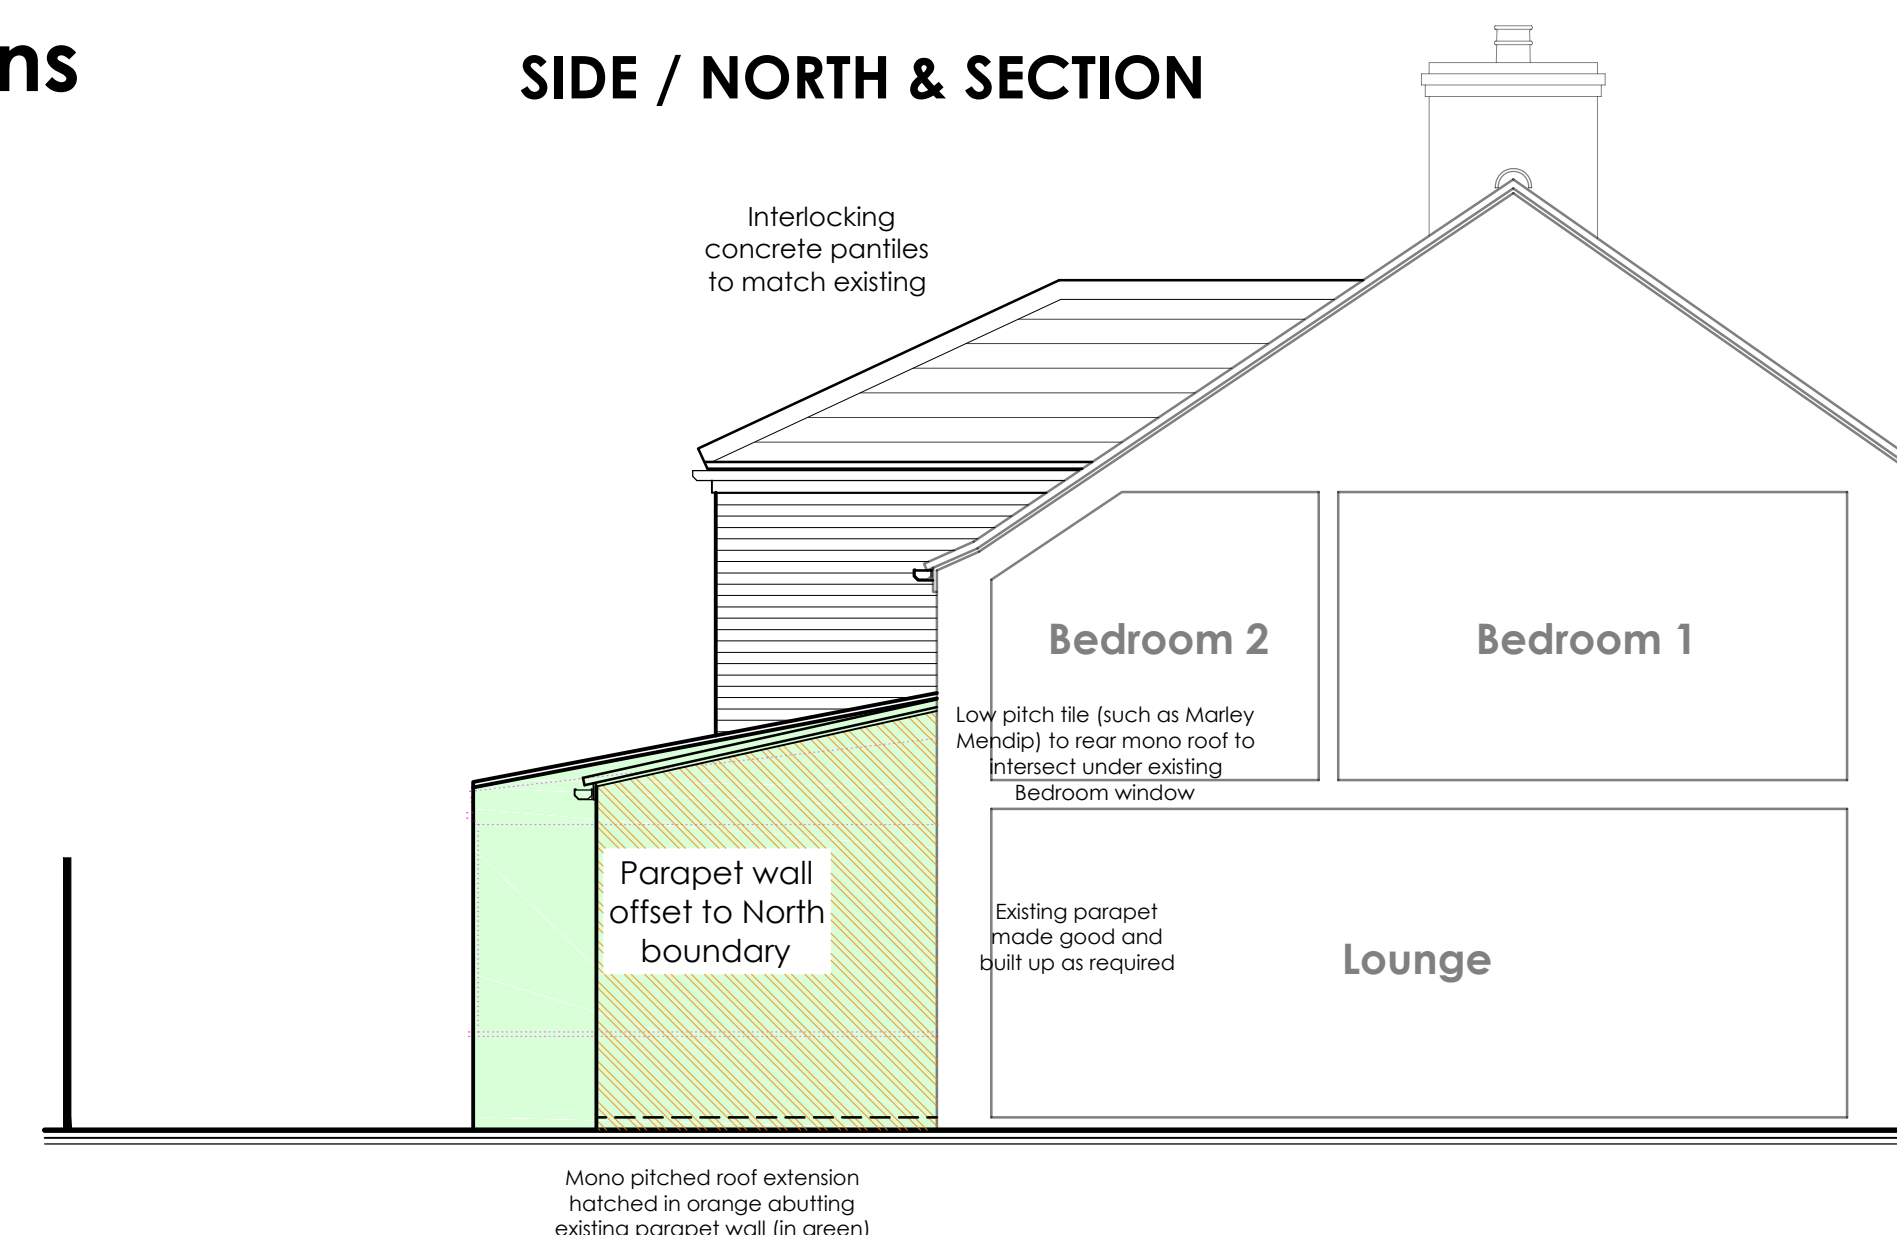 ns
SIDE / NORTH & SECTION
Interlocking
concrete pantiles
to match existing
Bedroom 2
Bedroom 1
Low pitch tile (such as Marley
Mendip) to rear mono roof to
intersect under existing
Bedroom window
Parapet wall
offset to North
boundary
Existing parapet
made good and
built up as required
Lounge
Mono pitched roof extension
hatched in orange abutting
existing parapet wall (in green)